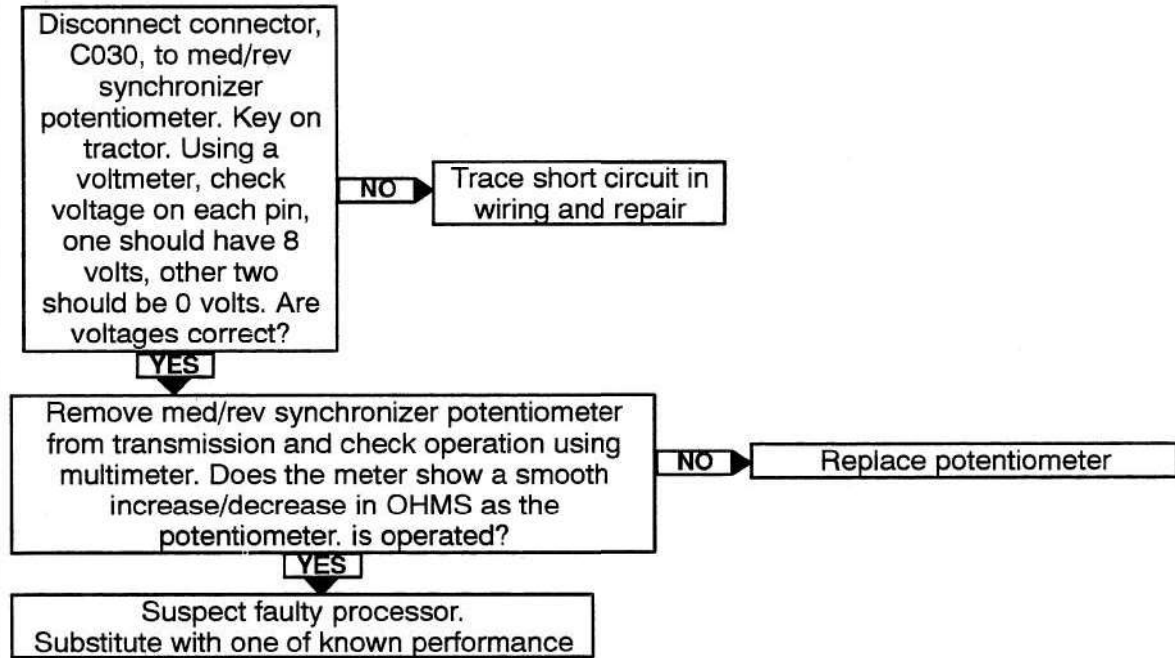 Disconnect connector,
C030, to med/rev
synchronizer
potentiometer. Key on
tractor. Using a
voltmeter, check
voltage on each pin,
one should have 8
volts, other two
should be 0 volts. Are
voltages correct?
NO
Trace short circuit in
wiring and repair
YES
Remove med/rev synchronizer potentiometer
from transmission and check operation using
multimeter. Does the meter show a smooth
increase/decrease in OHMS as the
potentiometer. is operated?
NO
Replace potentiometer
YES
Suspect faulty processor.
Substitute with one of known performance